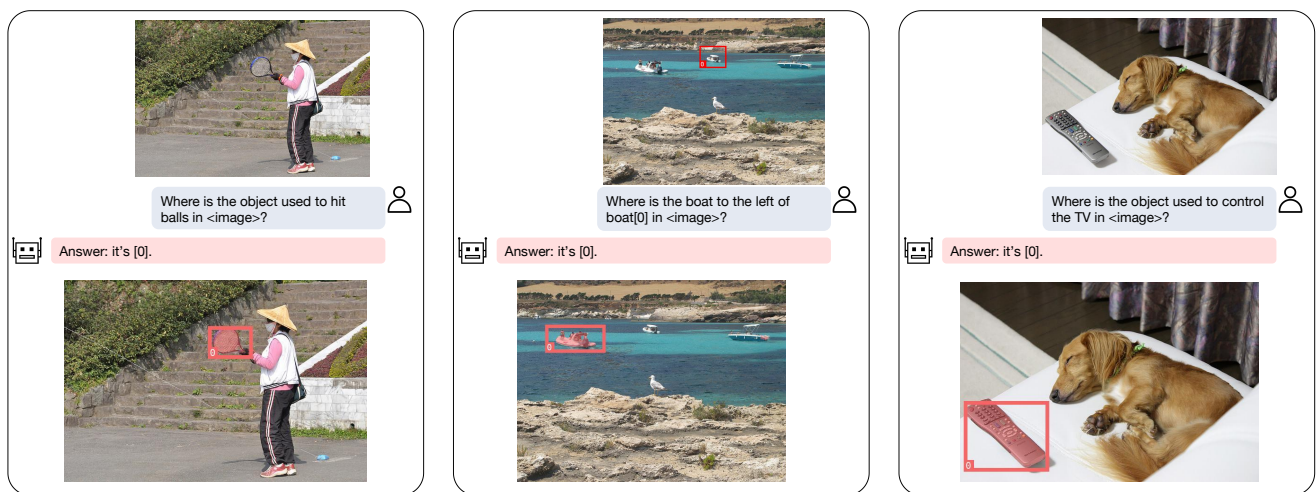 Where is the object used to hit
balls in <image>?
Answer: it's [0].
0
0
Where is the boat to the left of
boat[0] in <image>?
Answer: it's [0].
0
Where is the object used to control
the TV in <image>?
Answer: it's [0].
0